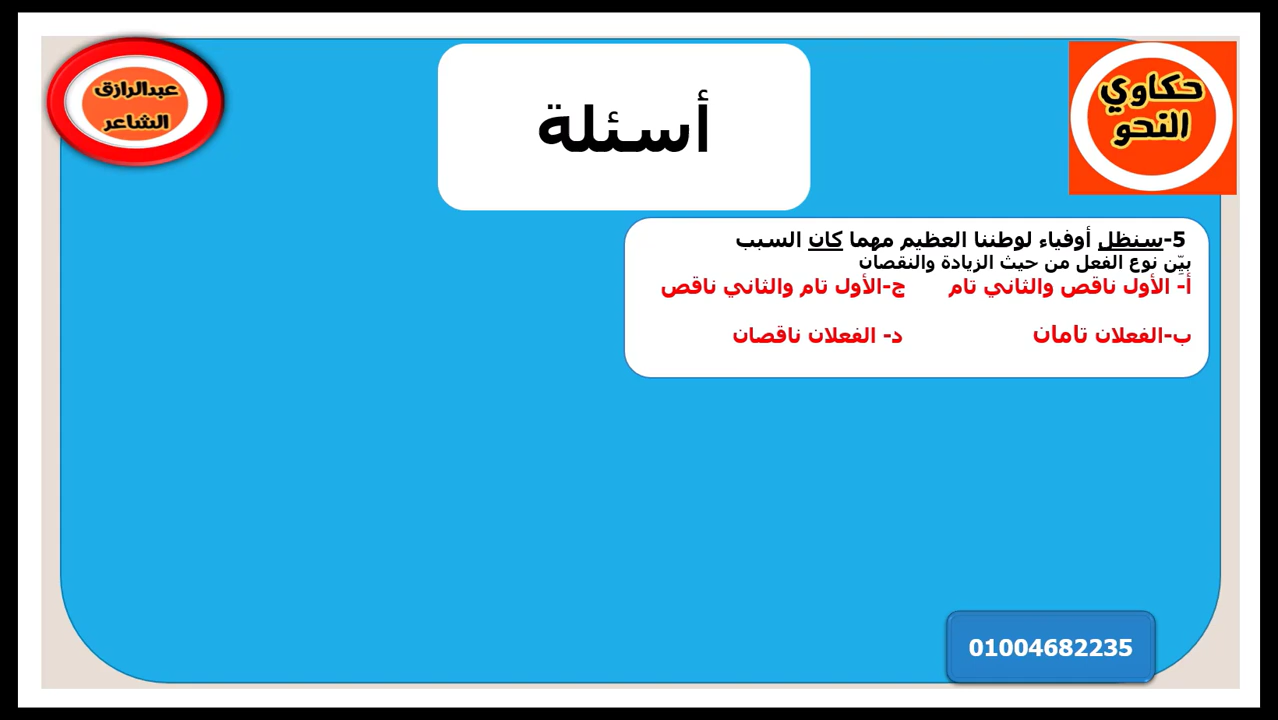 حكاوي
النحو
أسئلة
عبدالرازق
الشاعر
5-سنظل أوفياء لوطننا العظيم مهما كان السبب
بيّن نوع الفعل من حيث الزيادة والنقصان
أ- الأول ناقص والثاني تام ج-الأول تام والثاني ناقص
ب-الفعلان تامان د- الفعلان ناقصان
01004682235